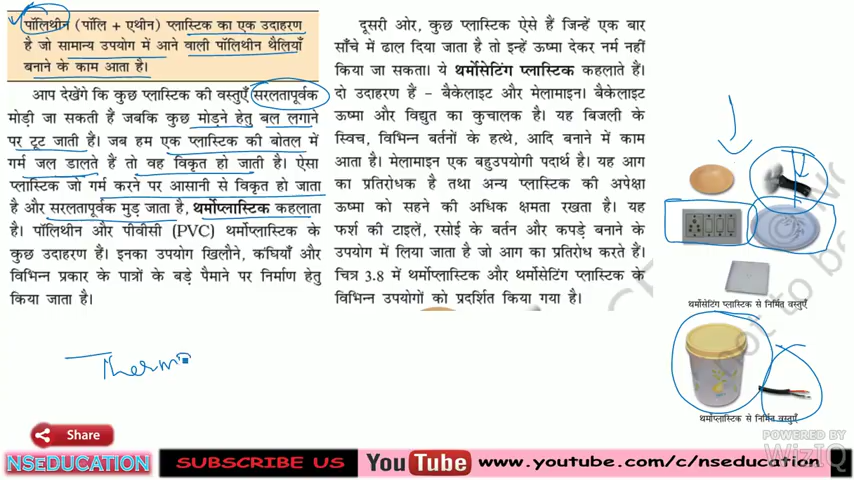 पॉलिथीन (पॉलि + एथीन) प्लास्टिक का एक उदाहरण
है जो सामान्य उपयोग में आने वाली पॉलिथीन थैलियाँ
बनाने के काम आता है।
आप देखेंगे कि कुछ प्लास्टिक की वस्तुएँ सरलतापूर्वक
मोड़ी जा सकती हैं जबकि कुछ मोड़ने हेतु बल लगाने
पर टूट जाती हैं। जब हम एक प्लास्टिक की बोतल में
गर्म जल डालते हैं तो वह विकृत हो जाती है। ऐसा
प्लास्टिक जो गर्म करने पर आसानी से विकृत हो जाता
है और सरलतापूर्वक मुड़ जाता है, थर्मोप्लास्टिक कहलाता
है। पॉलिथीन और पीवीसी (PVC) थर्मोप्लास्टिक के
कुछ उदाहरण हैं। इनका उपयोग खिलौने, कंघियाँ और
विभिन्न प्रकार के पात्रों के बड़े पैमाने पर निर्माण हेतु
किया जाता है।
दूसरी ओर, कुछ प्लास्टिक ऐसे हैं जिन्हें एक बार
साँचे में ढाल दिया जाता है तो इन्हें ऊष्मा देकर नर्म नहीं
किया जा सकता। ये थर्मोसेटिंग प्लास्टिक कहलाते हैं।
दो उदाहरण हैं – बैकेलाइट और मेलामाइन। बैकेलाइट
ऊष्मा और विद्युत का कुचालक है। यह बिजली के
स्विच, विभिन्न बर्तनों के हत्थे, आदि बनाने में काम
आता है। मेलामाइन एक बहुउपयोगी पदार्थ है। यह आग
का प्रतिरोधक है तथा अन्य प्लास्टिक की अपेक्षा
ऊष्मा को सहने की अधिक क्षमता रखता है। यह
फर्श की टाइलें, रसोई के बर्तन और कपड़े बनाने के
उपयोग में लिया जाता है जो आग का प्रतिरोध करते हैं।
चित्र 3.8 में थर्मोप्लास्टिक और थर्मोसेटिंग प्लास्टिक के
विभिन्न उपयोगों को प्रदर्शित किया गया है।
थर्मोसेटिंग प्लास्टिक से निर्मित वस्तुएँ
थर्मोप्लास्टिक से निर्मित वस्तुएँ
not to be
Therm
Share
NSEDUCATION
SUBSCRIBE US
YouTube
www.youtube.com/c/nseducation
POWERED BY
WizIQ